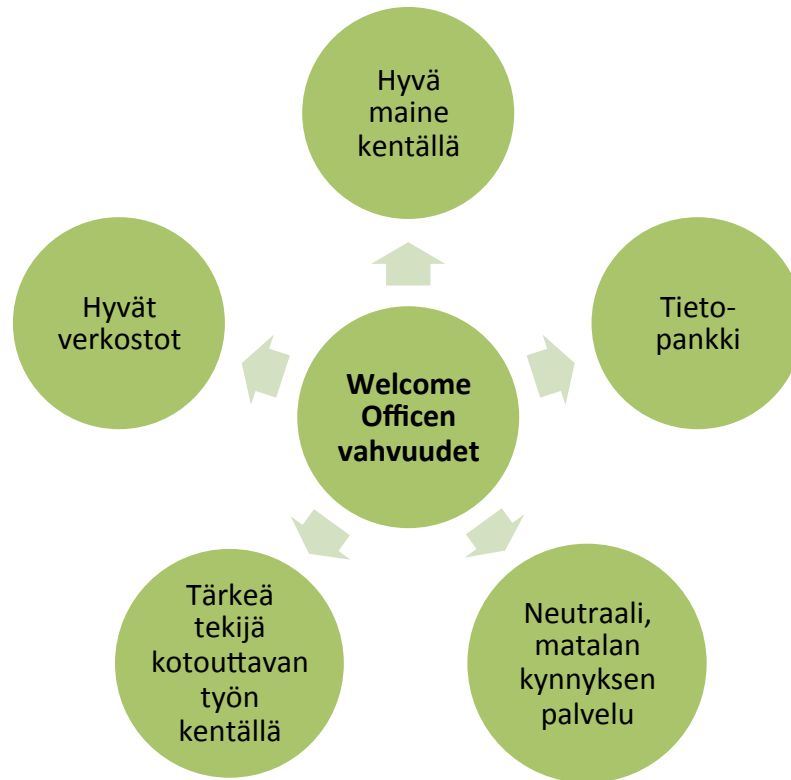 Hyvä
maine
kentällä
Hyvät
verkostot
Tieto-
pankki
Welcome
Officen
vahvuudet
Tärkeä
tekijä
kotouttavan
työn
kentällä
Neutraali,
matalan
kynnyksen
palvelu